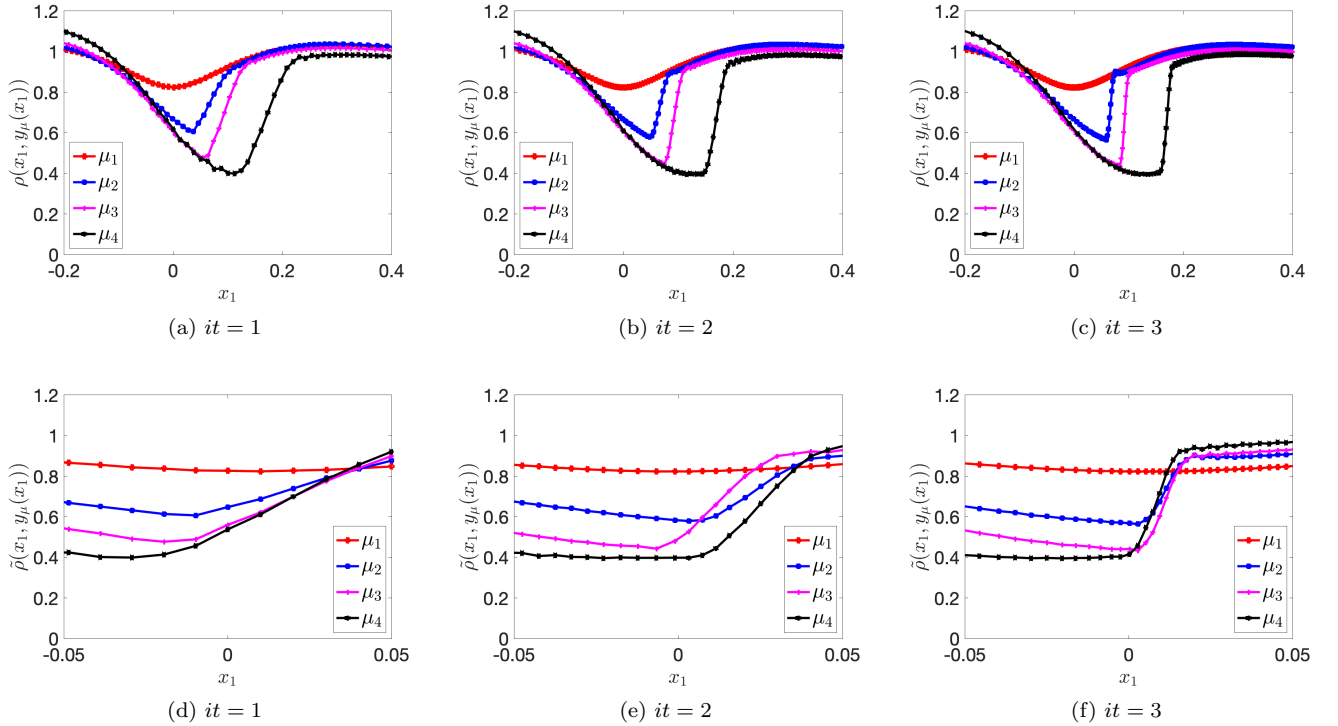 1.2
1
0.8
0.6
0.4
0.2
0
ρ(x₁, y_μ(x₁))
μ₁
μ₂
μ₃
μ₄
-0.2 0 0.2 0.4
x₁
(a) it = 1
1.2
1
0.8
0.6
0.4
0.2
0
ρ(x₁, y_μ(x₁))
μ₁
μ₂
μ₃
μ₄
-0.2 0 0.2 0.4
x₁
(b) it = 2
1.2
1
0.8
0.6
0.4
0.2
0
ρ(x₁, y_μ(x₁))
μ₁
μ₂
μ₃
μ₄
-0.2 0 0.2 0.4
x₁
(c) it = 3
1.2
1
0.8
0.6
0.4
0.2
0
ρ̃(x₁, y_μ(x₁))
μ₁
μ₂
μ₃
μ₄
-0.05 0 0.05
x₁
(d) it = 1
1.2
1
0.8
0.6
0.4
0.2
0
ρ̃(x₁, y_μ(x₁))
μ₁
μ₂
μ₃
μ₄
-0.05 0 0.05
x₁
(e) it = 2
1.2
1
0.8
0.6
0.4
0.2
0
ρ̃(x₁, y_μ(x₁))
μ₁
μ₂
μ₃
μ₄
-0.05 0 0.05
x₁
(f) it = 3